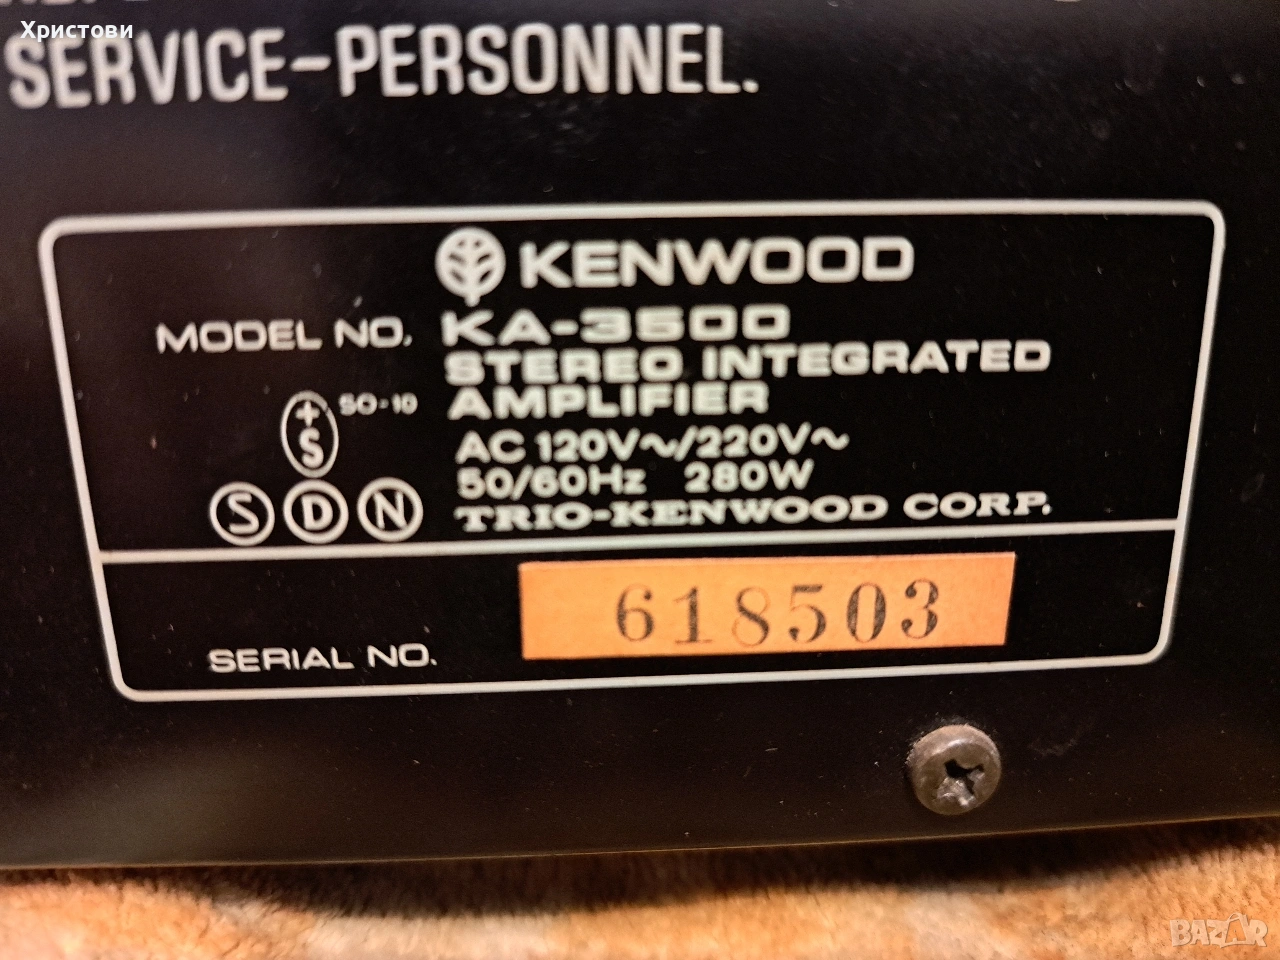 Христови
SERVICE-PERSONNEL.
KENWOOD
MODEL NO. KA-3500
STEREO INTEGRATED
AMPLIFIER
+
S
SO-10
AC 120V~/220V~
50/60Hz 280W
S D N
TRIO-KENWOOD CORP.
SERIAL NO. 618503
BAZAR